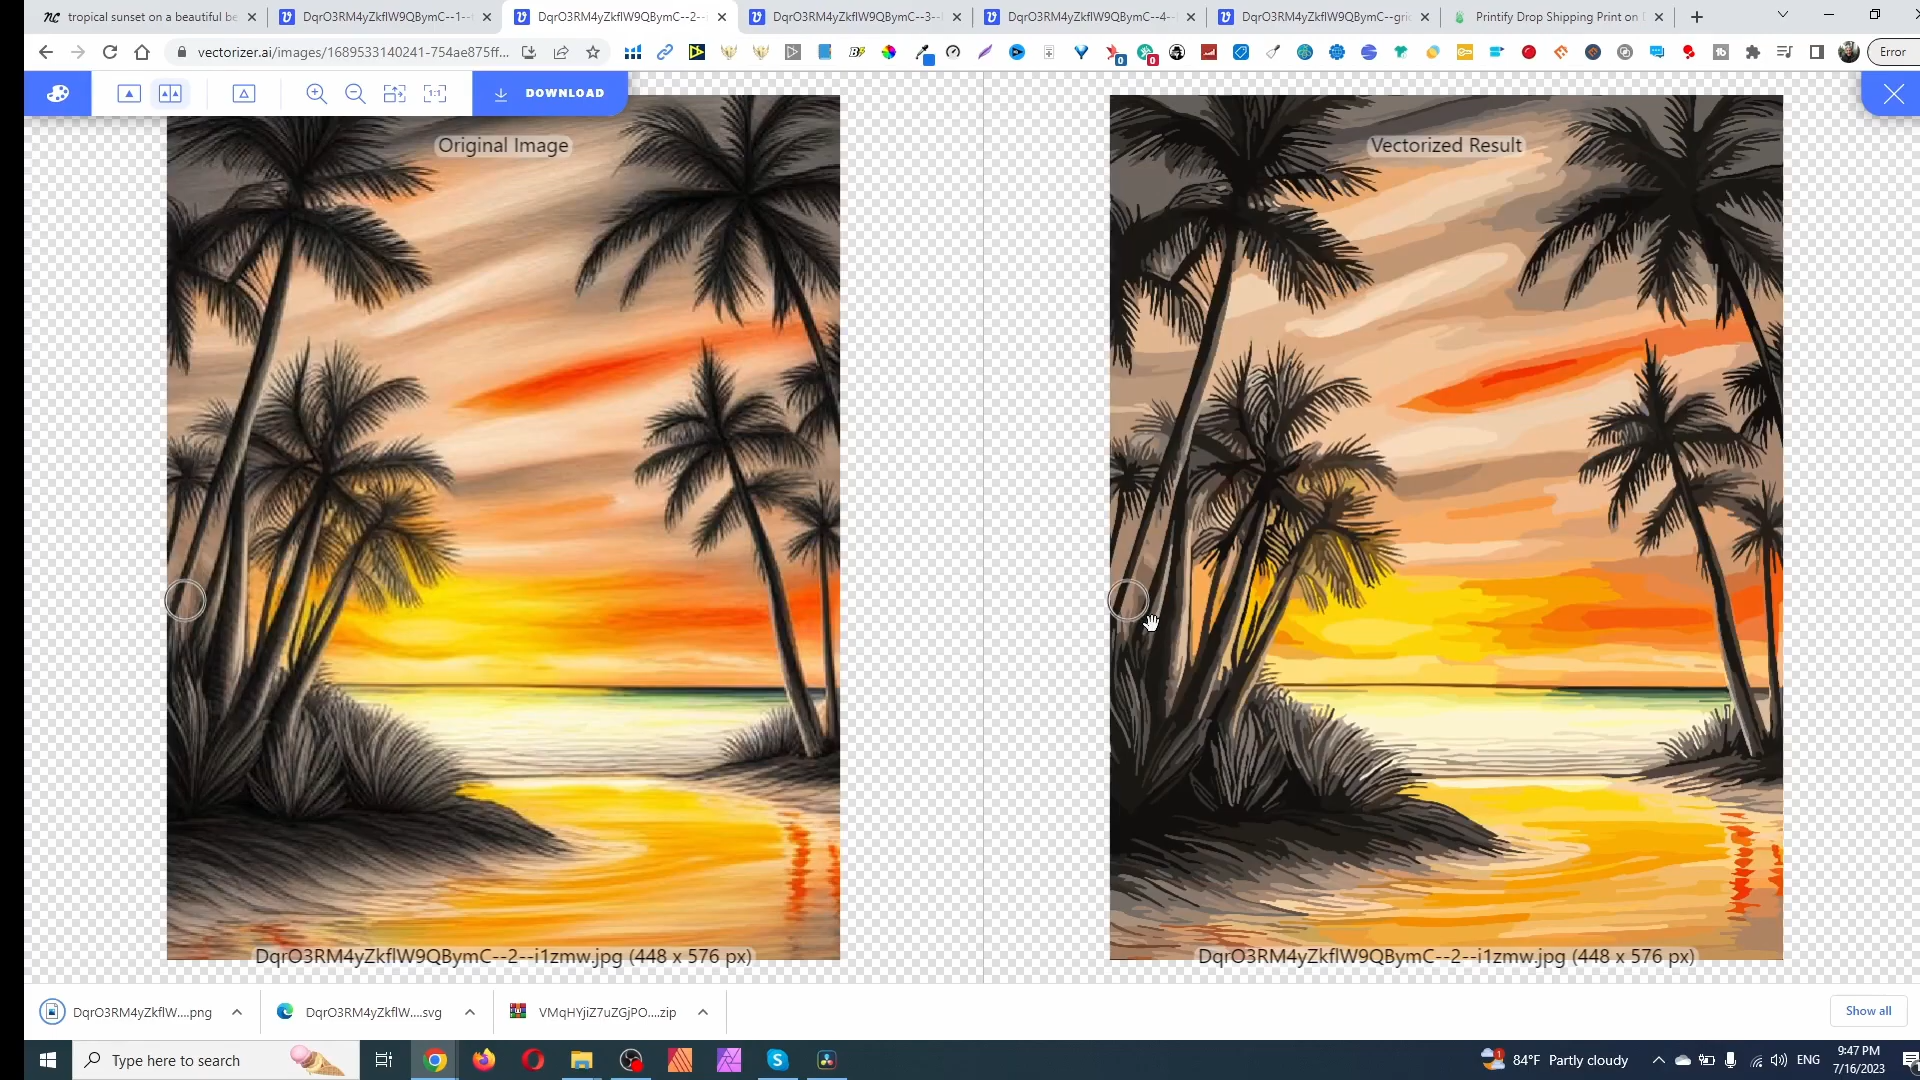 tropical sunset on a beautiful be
DqrO3RM4yZkflW9QBymC--1--
DqrO3RM4yZkflW9QBymC--2--i
DqrO3RM4yZkflW9QBymC--3--
DqrO3RM4yZkflW9QBymC--4--
DqrO3RM4yZkflW9QBymC--gri
Printify Drop Shipping Print on
vectorizer.ai/images/1689533140241-754ae875ff...
Error
1:1
DOWNLOAD
Original Image
Vectorized Result
DqrO3RM4yZkflW9QBymC--2--i1zmw.jpg (448 x 576 px)
DqrO3RM4yZkflW9QBymC--2--i1zmw.jpg (448 x 576 px)
DqrO3RM4yZkflW....png
DqrO3RM4yZkflW....svg
VMqHYjiZ7uZGjPO....zip
Show all
Type here to search
84°F Partly cloudy
ENG
9:47 PM
7/16/2023